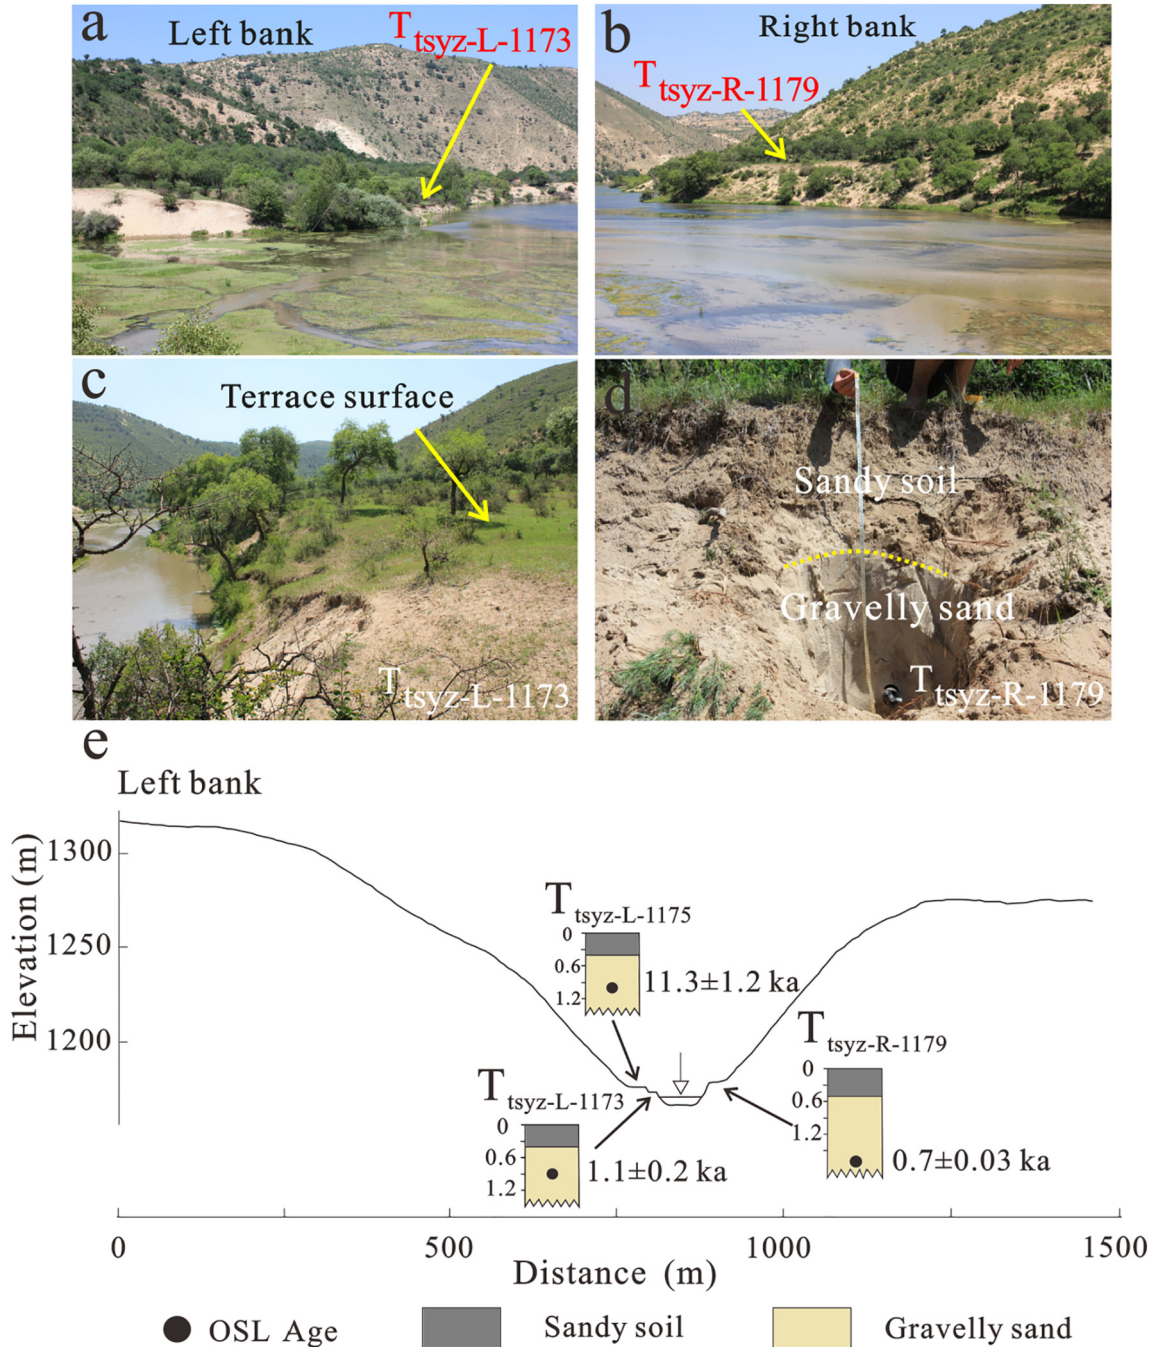 a
Left bank
Ttsyz-L-1173
b
Right bank
Ttsyz-R-1179
c
Terrace surface
Ttsyz-L-1173
d
Sandy soil
Gravelly sand
Ttsyz-R-1179
e
Left bank
Elevation (m)
1300
1250
1200
Ttsyz-L-1175
0
0.6
1.2
11.3±1.2 ka
Ttsyz-L-1173
0
0.6
1.2
1.1±0.2 ka
Ttsyz-R-1179
0
0.6
1.2
0.7±0.03 ka
0
500
1000
1500
Distance (m)
OSL Age
Sandy soil
Gravelly sand